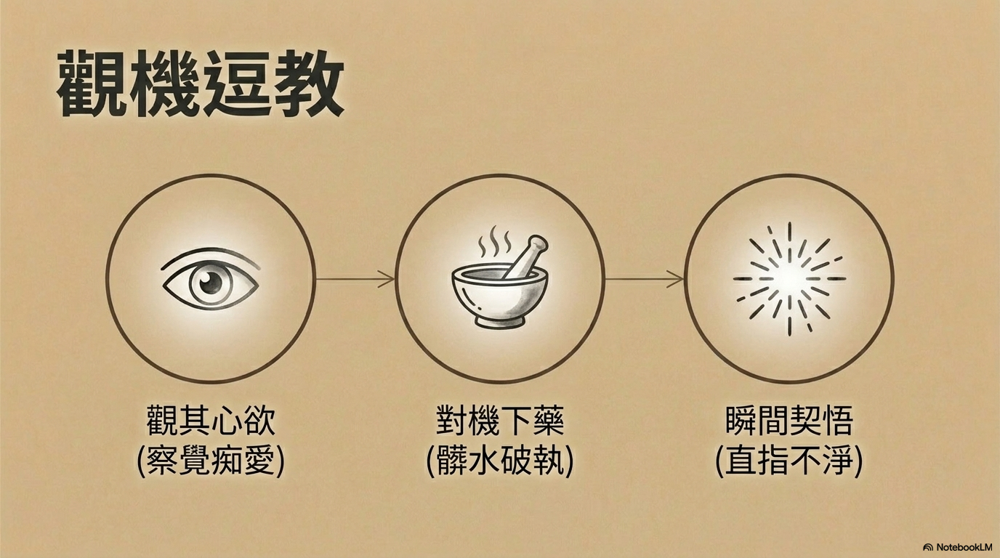 觀機逗教
觀其心欲
(察覺痴愛)
對機下藥
(髒水破執)
瞬間契悟
(直指不淨)
NotebookLM